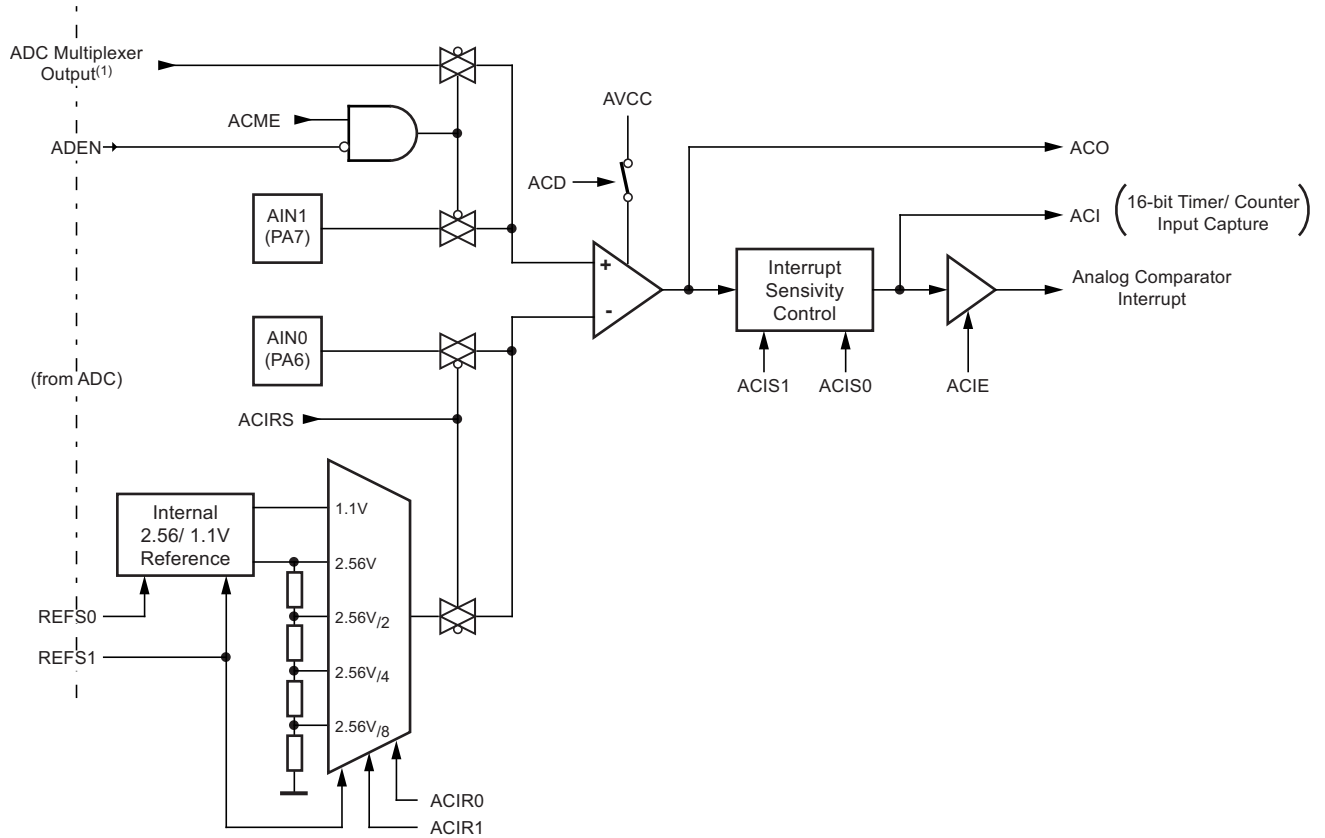 ADC Multiplexer
Output(1)
ACME
ADEN
AIN1
(PA7)
AVCC
ACD
+
-
ACO
ACI
16-bit Timer/ Counter
Input Capture
Interrupt
Sensivity
Control
Analog Comparator
Interrupt
ACIS1
ACIS0
ACIE
AIN0
(PA6)
(from ADC)
ACIRS
Internal
2.56/ 1.1V
Reference
1.1V
2.56V
2.56V/2
2.56V/4
2.56V/8
REFS0
REFS1
ACIR0
ACIR1